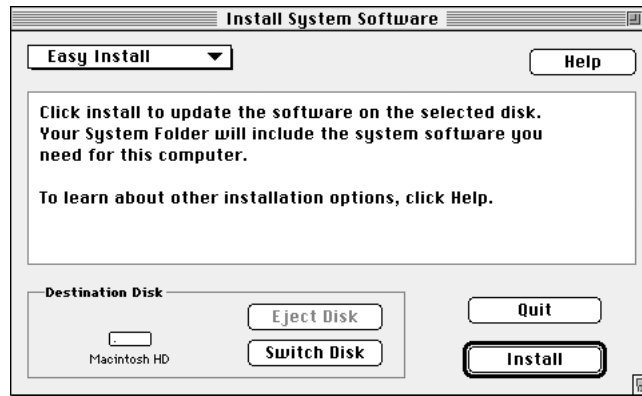 Install System Software
Easy Install
Help
Click install to update the software on the selected disk.
Your System Folder will include the system software you
need for this computer.
To learn about other installation options, click Help.
Destination Disk
Eject Disk
Quit
Macintosh HD
Switch Disk
Install